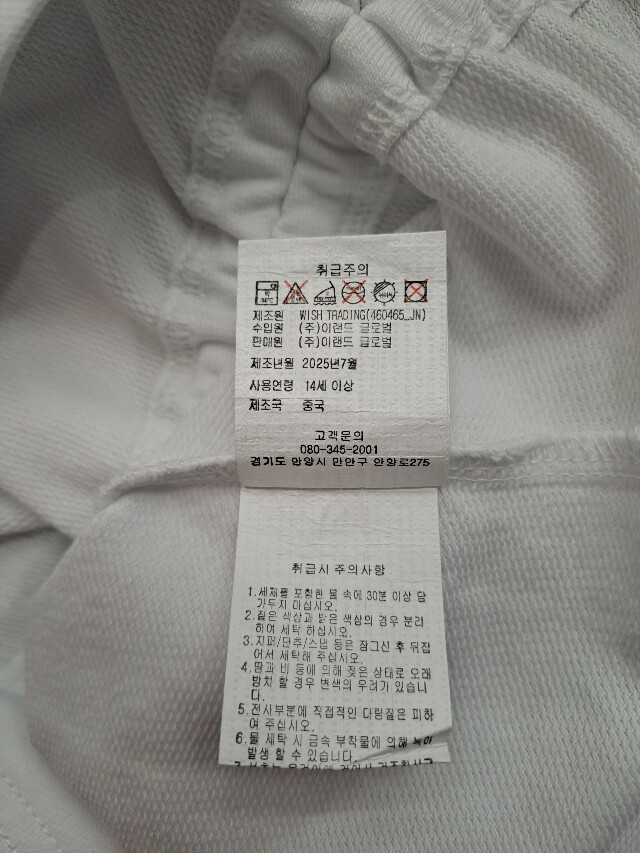 취급주의
제조원 WISH TRADING(460465_JN)
수입원 (주)이랜드 글로벌
판매원 (주)이랜드 글로벌
제조년월 2025년7월
사용연령 14세 이상
제조국 중국
고객문의
080-345-2001
경기도 안양시 만안구 안양로275
취급시 주의사항
1.세제를 포함한 물 속에 30분 이상 담
가두지 마십시오.
2.짙은 색상과 밝은 색상의 경우 분리
하여 세탁 하십시오.
3.지퍼/단추/스냅 등은 잠그신 후 뒤집
어서 세탁해 주십시오.
4.땀과 비 등에 의해 젖은 상태로 오래
방치 할 경우 변색의 우려가 있습니
다.
5.전사부분에 직접적인 다림질은 피하
여 주십시오.
6.물 세탁 시 금속 부착물에 의해 녹이
발생 할 수 있습니다.